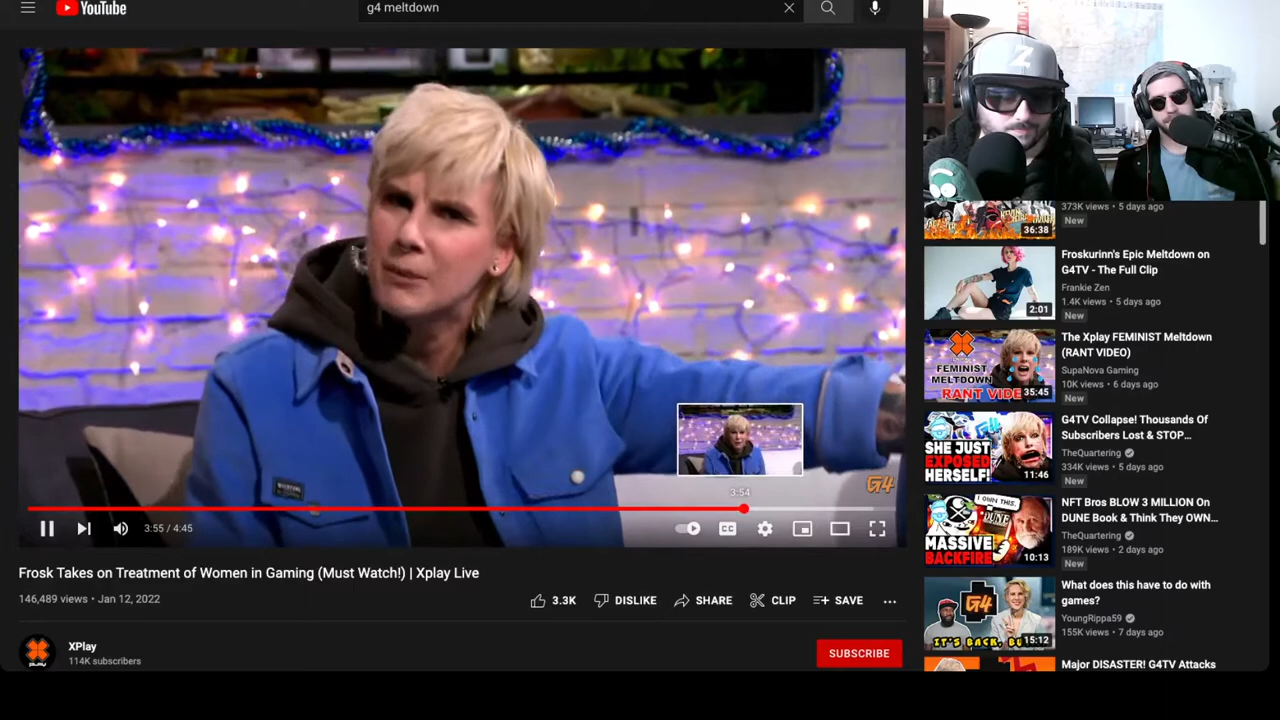 YouTube
g4 meltdown
Z
G4
3:54
3:55 / 4:45
CC
Frosk Takes on Treatment of Women in Gaming (Must Watch!) | Xplay Live
146,489 views • Jan 12, 2022
3.3K
DISLIKE
SHARE
CLIP
SAVE
XPlay
114K subscribers
SUBSCRIBE
36:38
373K views • 5 days ago
New
2:01
Froskurinn's Epic Meltdown on
G4TV - The Full Clip
Frankie Zen
1.4K views • 5 days ago
New
FEMINIST
MELTDOWN
RANT VIDE
35:45
The Xplay FEMINIST Meltdown
(RANT VIDEO)
SupaNova Gaming
10K views • 6 days ago
New
SHE JUST
EXPOSED
HERSELF!
11:46
G4TV Collapse! Thousands Of
Subscribers Lost & STOP...
TheQuartering
334K views • 5 days ago
New
I OWN THIS.
DUNE
MASSIVE
BACKFIRE
10:13
NFT Bros BLOW 3 MILLION On
DUNE Book & Think They OWN...
TheQuartering
189K views • 2 days ago
New
G4
IT'S BACK, BU
15:12
What does this have to do with
games?
YoungRippa59
155K views • 7 days ago
Major DISASTER! G4TV Attacks